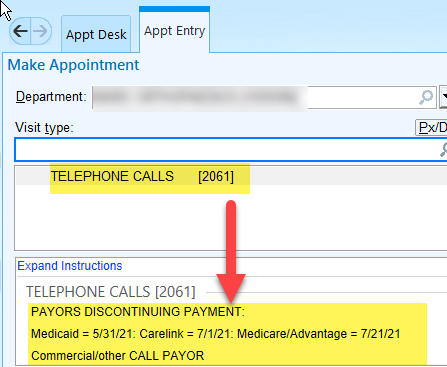 Appt Desk
Appt Entry
Make Appointment
Department:
Visit type:
Px/D
TELEPHONE CALLS [2061]
Expand Instructions
TELEPHONE CALLS [2061]
PAYORS DISCONTINUING PAYMENT:
Medicaid = 5/31/21: Carelink = 7/1/21: Medicare/Advantage = 7/21/21
Commercial/other CALL PAYOR